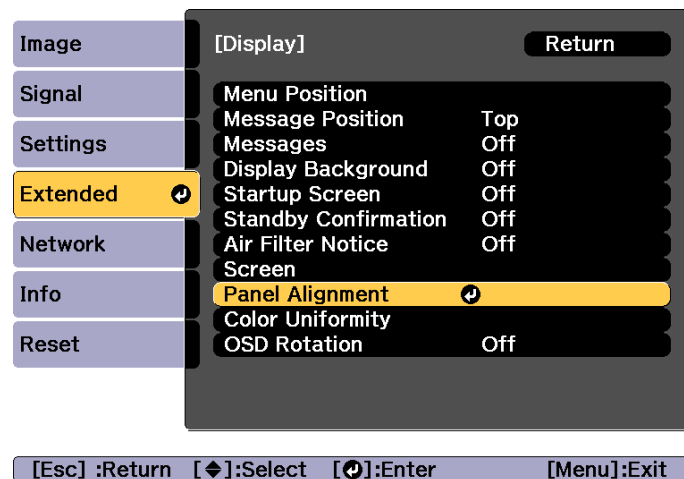 Image
Signal
Settings
Extended
Network
Info
Reset
[Display] Return
Menu Position
Message Position Top
Messages Off
Display Background Off
Startup Screen Off
Standby Confirmation Off
Air Filter Notice Off
Screen
Panel Alignment
Color Uniformity
OSD Rotation Off
[Esc] :Return [◆]:Select [↵]:Enter [Menu]:Exit